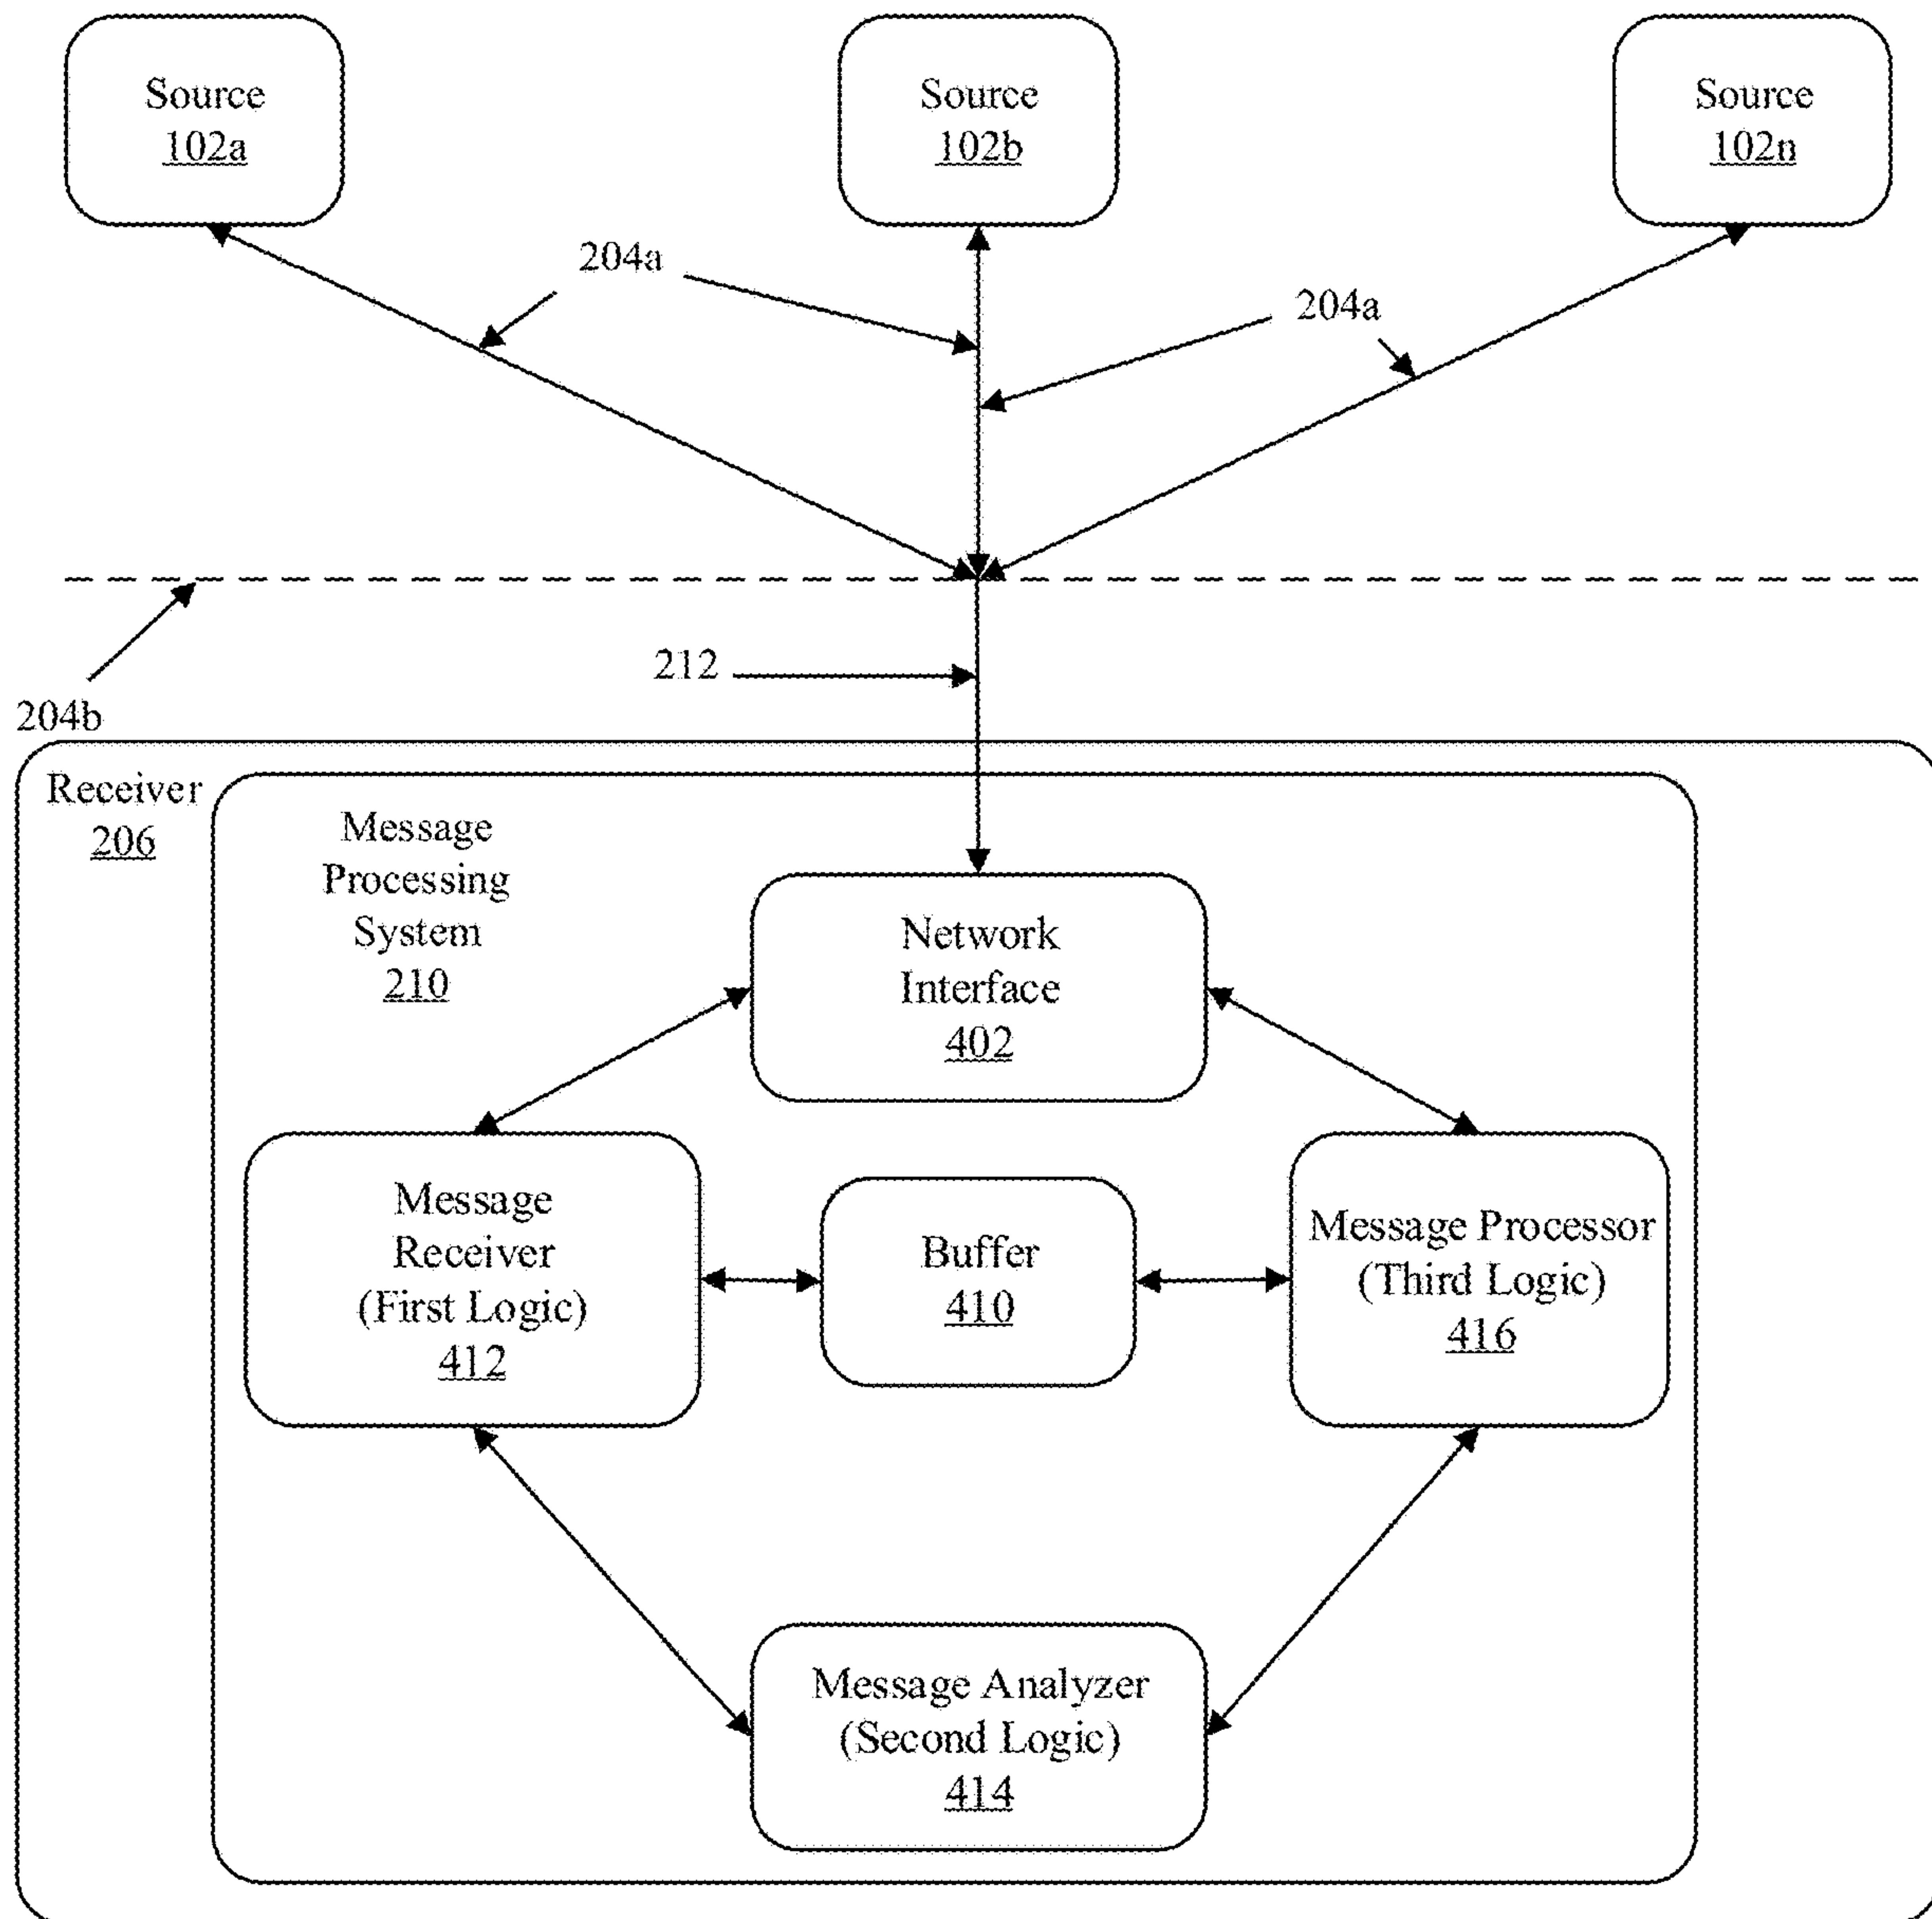 Source
102a
Source
102b
Source
102n
204a
204a
204b
212
Receiver
206
Message
Processing
System
210
Network
Interface
402
Message
Receiver
(First Logic)
412
Buffer
410
Message Processor
(Third Logic)
416
Message Analyzer
(Second Logic)
414